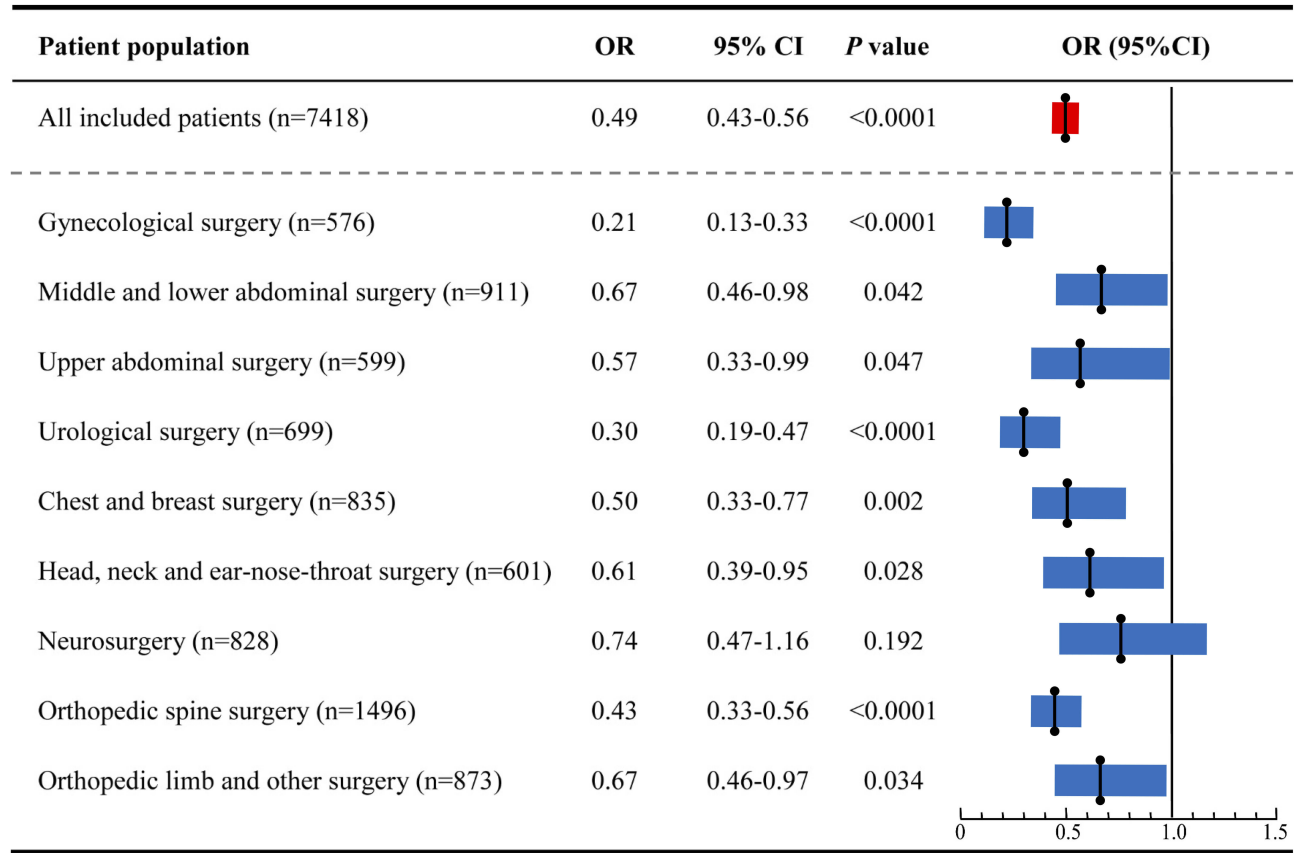 Patient population OR 95% CI P value OR (95%CI)
All included patients (n=7418) 0.49 0.43-0.56 <0.0001
Gynecological surgery (n=576) 0.21 0.13-0.33 <0.0001
Middle and lower abdominal surgery (n=911) 0.67 0.46-0.98 0.042
Upper abdominal surgery (n=599) 0.57 0.33-0.99 0.047
Urological surgery (n=699) 0.30 0.19-0.47 <0.0001
Chest and breast surgery (n=835) 0.50 0.33-0.77 0.002
Head, neck and ear-nose-throat surgery (n=601) 0.61 0.39-0.95 0.028
Neurosurgery (n=828) 0.74 0.47-1.16 0.192
Orthopedic spine surgery (n=1496) 0.43 0.33-0.56 <0.0001
Orthopedic limb and other surgery (n=873) 0.67 0.46-0.97 0.034
0 0.5 1.0 1.5